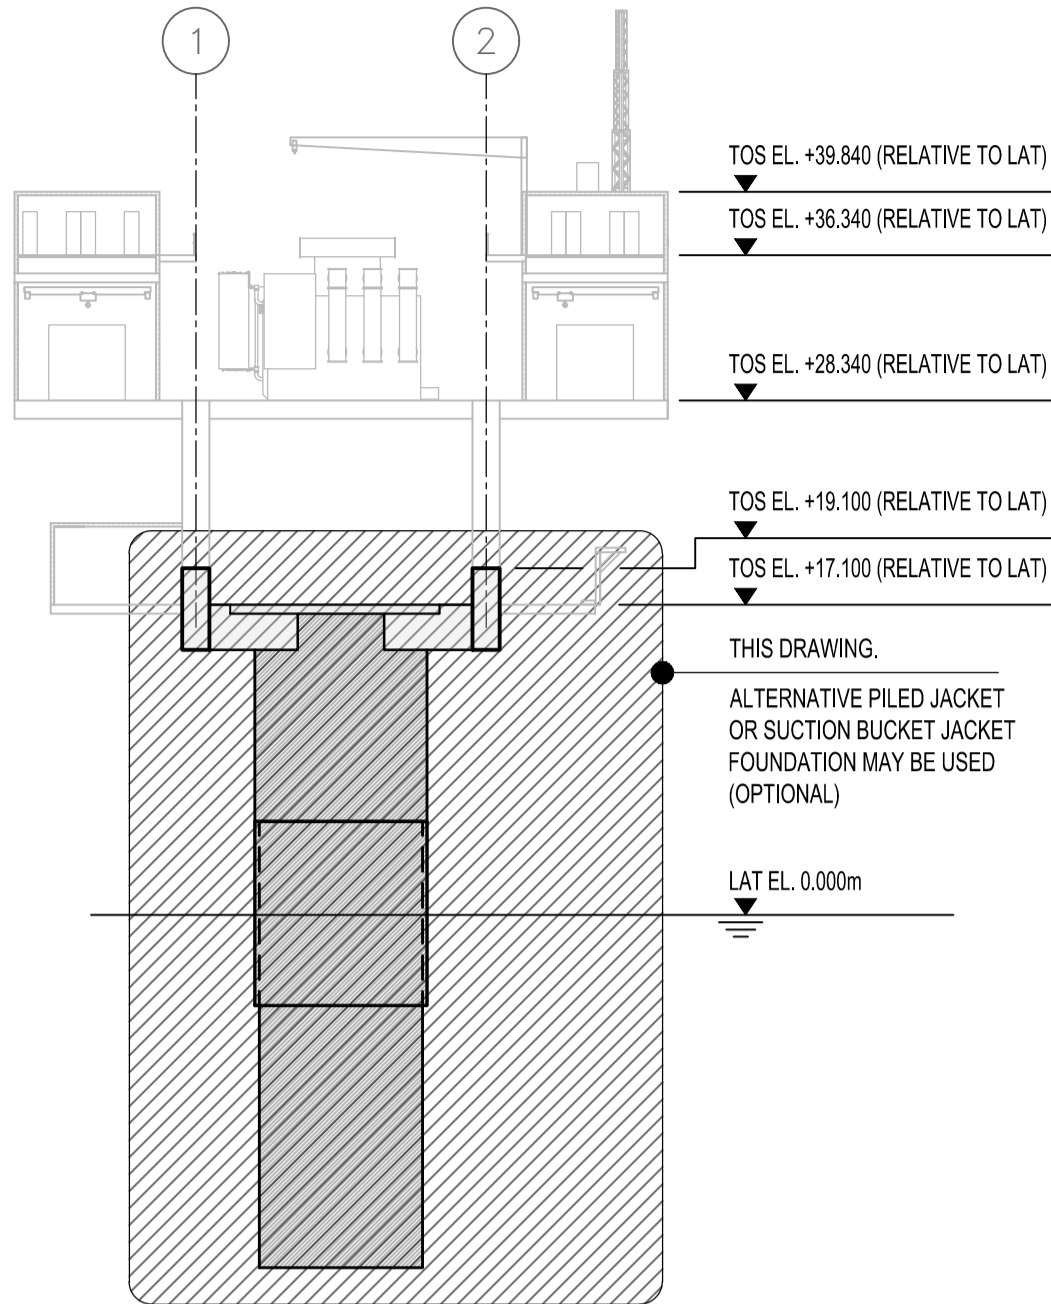 1
2
TOS EL. +39.840 (RELATIVE TO LAT)
TOS EL. +36.340 (RELATIVE TO LAT)
TOS EL. +28.340 (RELATIVE TO LAT)
TOS EL. +19.100 (RELATIVE TO LAT)
TOS EL. +17.100 (RELATIVE TO LAT)
THIS DRAWING.
ALTERNATIVE PILED JACKET
OR SUCTION BUCKET JACKET
FOUNDATION MAY BE USED
(OPTIONAL)
LAT EL. 0.000m